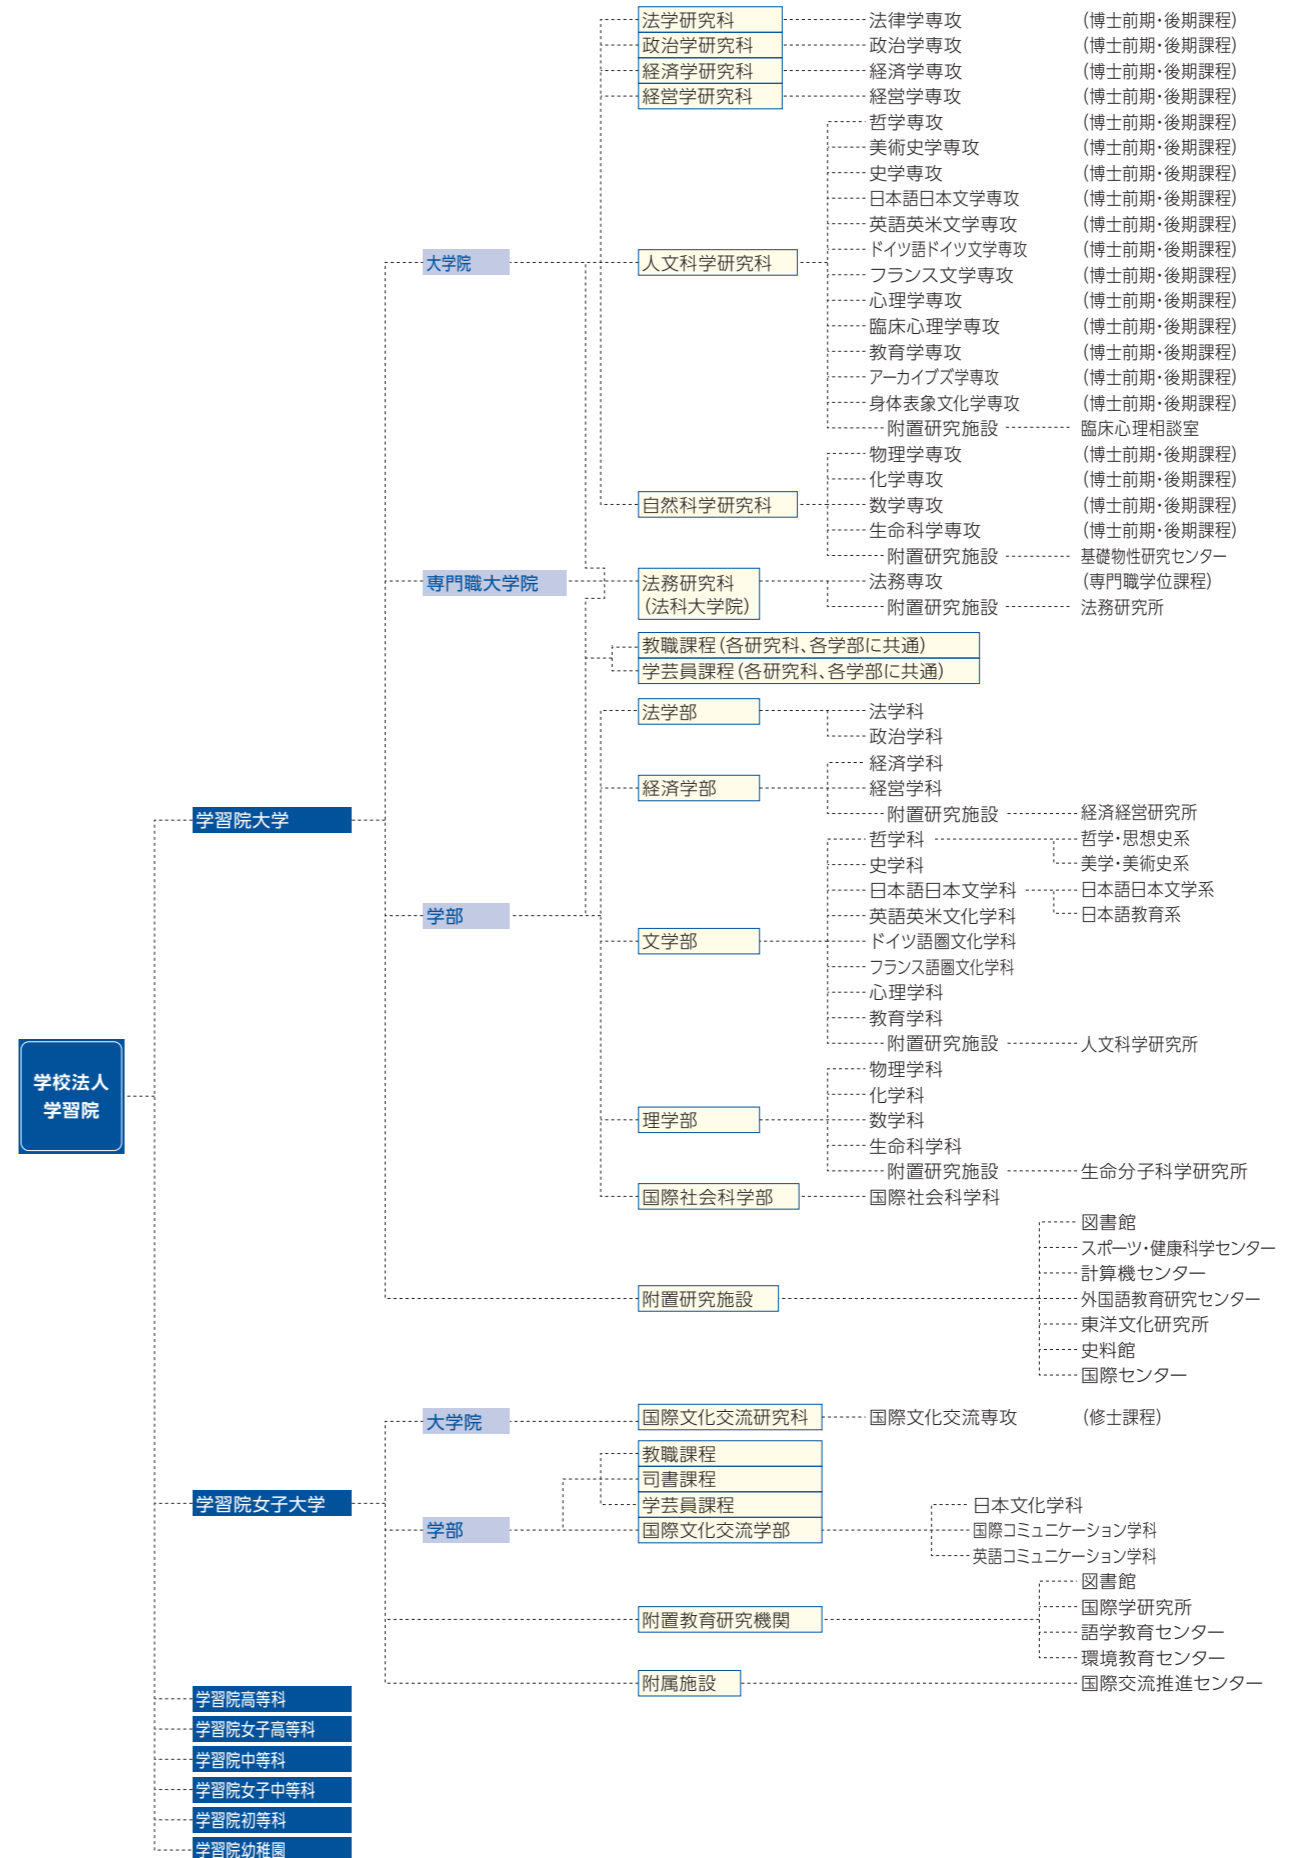 法学研究科 法律学専攻 (博士前期・後期課程)
政治学研究科 政治学専攻 (博士前期・後期課程)
経済学研究科 経済学専攻 (博士前期・後期課程)
経営学研究科 経営学専攻 (博士前期・後期課程)
哲学専攻 (博士前期・後期課程)
美術史学専攻 (博士前期・後期課程)
史学専攻 (博士前期・後期課程)
日本語日本文学専攻 (博士前期・後期課程)
英語英米文学専攻 (博士前期・後期課程)
ドイツ語ドイツ文学専攻 (博士前期・後期課程)
大学院 人文科学研究科
フランス文学専攻 (博士前期・後期課程)
心理学専攻 (博士前期・後期課程)
臨床心理学専攻 (博士前期・後期課程)
教育学専攻 (博士前期・後期課程)
アーカイブズ学専攻 (博士前期・後期課程)
身体表象文化学専攻 (博士前期・後期課程)
附置研究施設 臨床心理相談室
物理学専攻 (博士前期・後期課程)
化学専攻 (博士前期・後期課程)
自然科学研究科 数学専攻 (博士前期・後期課程)
生命科学専攻 (博士前期・後期課程)
附置研究施設 基礎物性研究センター
専門職大学院 法務研究科 法務専攻 (専門職学位課程)
(法科大学院) 附置研究施設 法務研究所
教職課程(各研究科、各学部に共通)
学芸員課程(各研究科、各学部に共通)
法学部 法学科
政治学科
経済学科
経済学部 経営学科
附置研究施設 経済経営研究所
学習院大学
哲学科 哲学・思想史系
史学科 美学・美術史系
日本語日本文学科 日本語日本文学系
学部 英語英米文化学科 日本語教育系
文学部 ドイツ語圏文化学科
フランス語圏文化学科
心理学科
教育学科
附置研究施設 人文科学研究所
物理学科
学校法人
学習院
化学科
理学部 数学科
生命科学科
附置研究施設 生命分子科学研究所
国際社会科学部 国際社会科学科
図書館
スポーツ・健康科学センター
計算機センター
附置研究施設 外国語教育研究センター
東洋文化研究所
史料館
国際センター
大学院 国際文化交流研究科 国際文化交流専攻 (修士課程)
教職課程
司書課程
学習院女子大学 学芸員課程 日本文化学科
学部 国際文化交流学部 国際コミュニケーション学科
英語コミュニケーション学科
図書館
国際学研究所
附置教育研究機関
語学教育センター
環境教育センター
附属施設 国際交流推進センター
学習院高等科
学習院女子高等科
学習院中等科
学習院女子中等科
学習院初等科
学習院幼稚園